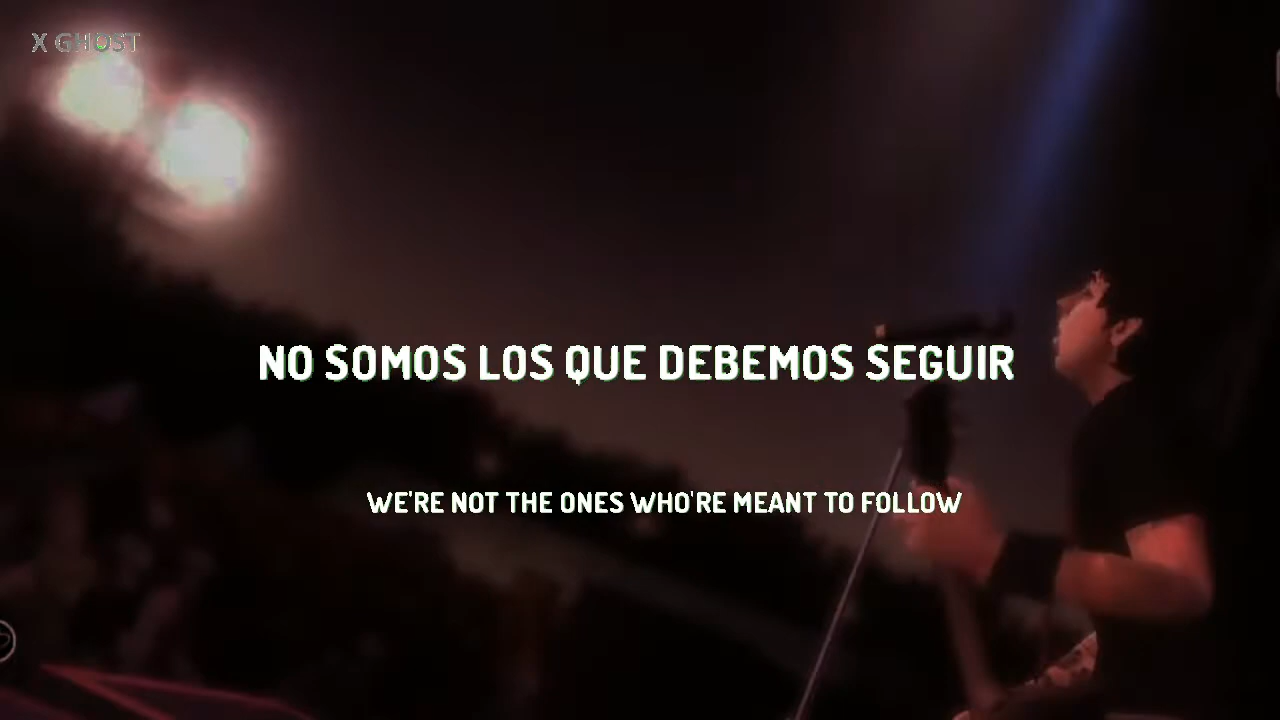 X GHOST
NO SOMOS LOS QUE DEBEMOS SEGUIR
WE'RE NOT THE ONES WHO'RE MEANT TO FOLLOW